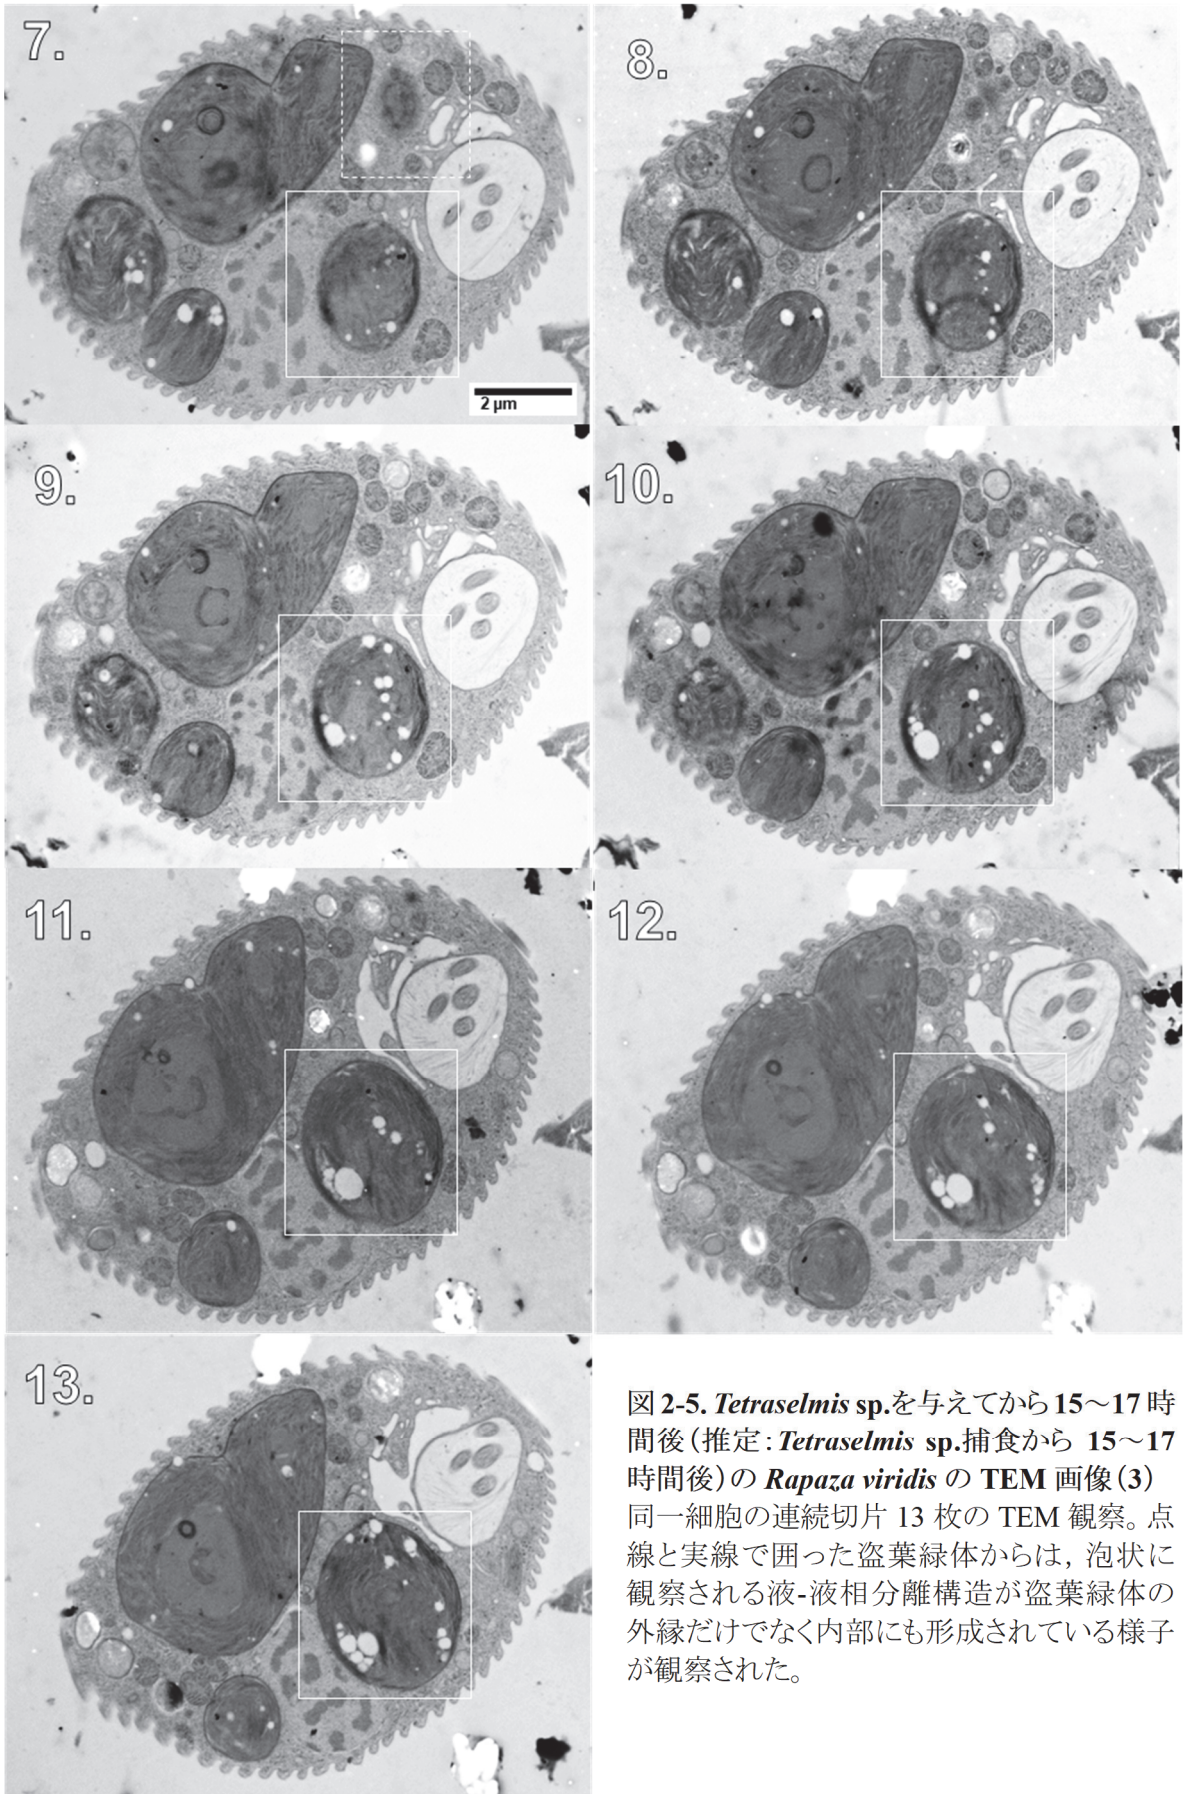 7.
8.
2 μm
9.
10.
11.
12.
13.
図 2-5. Tetraselmis sp.を与えてから 15～17 時
間後（推定：Tetraselmis sp.捕食から 15～17
時間後）の Rapaza viridis の TEM 画像（3）
同一細胞の連続切片 13 枚の TEM 観察。点
線と実線で囲った盗葉緑体からは，泡状に
観察される液-液相分離構造が盗葉緑体の
外縁だけでなく内部にも形成されている様子
が観察された。